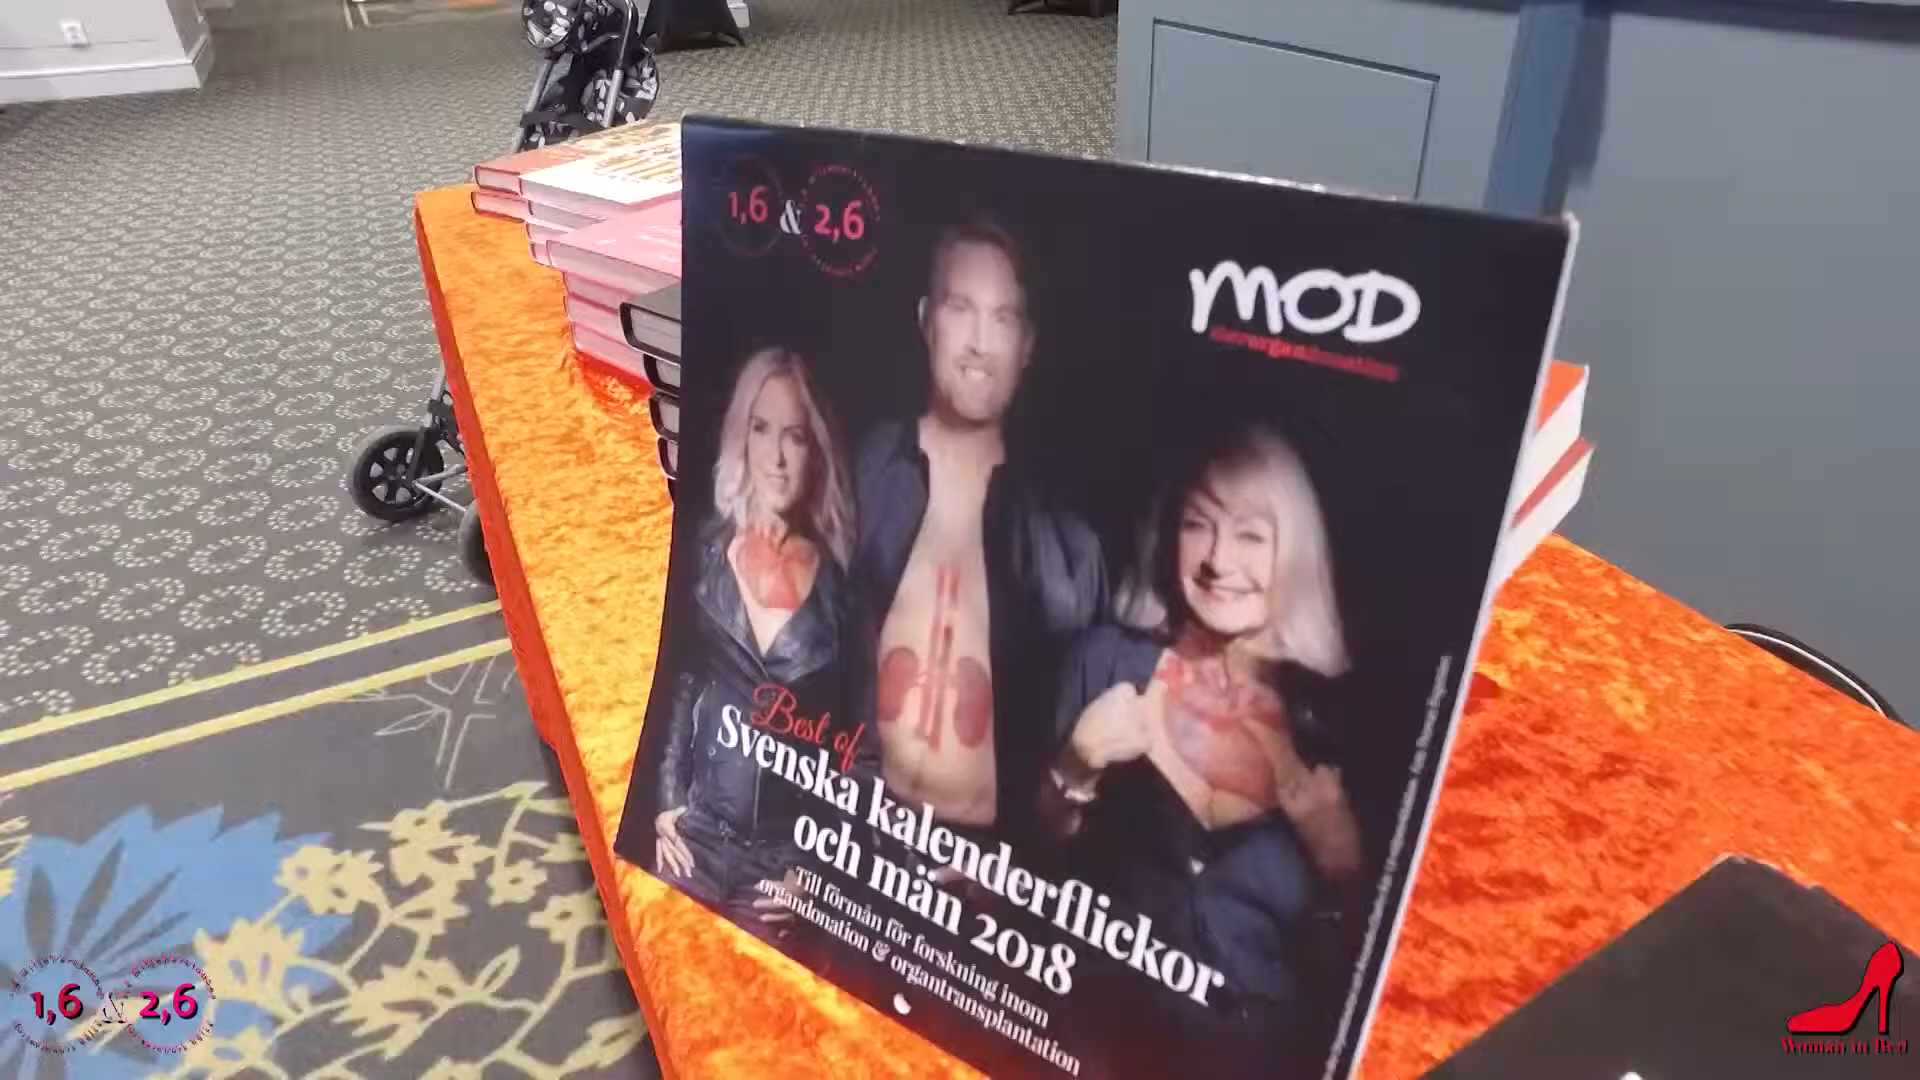 1,6 & 2,6
MOD
merorgandonation
Best of
Svenska kalenderflickor
och män 2018
Till förmån för forskning inom
organdonation & organtransplantation
1,6 & 2,6
Woman in Red